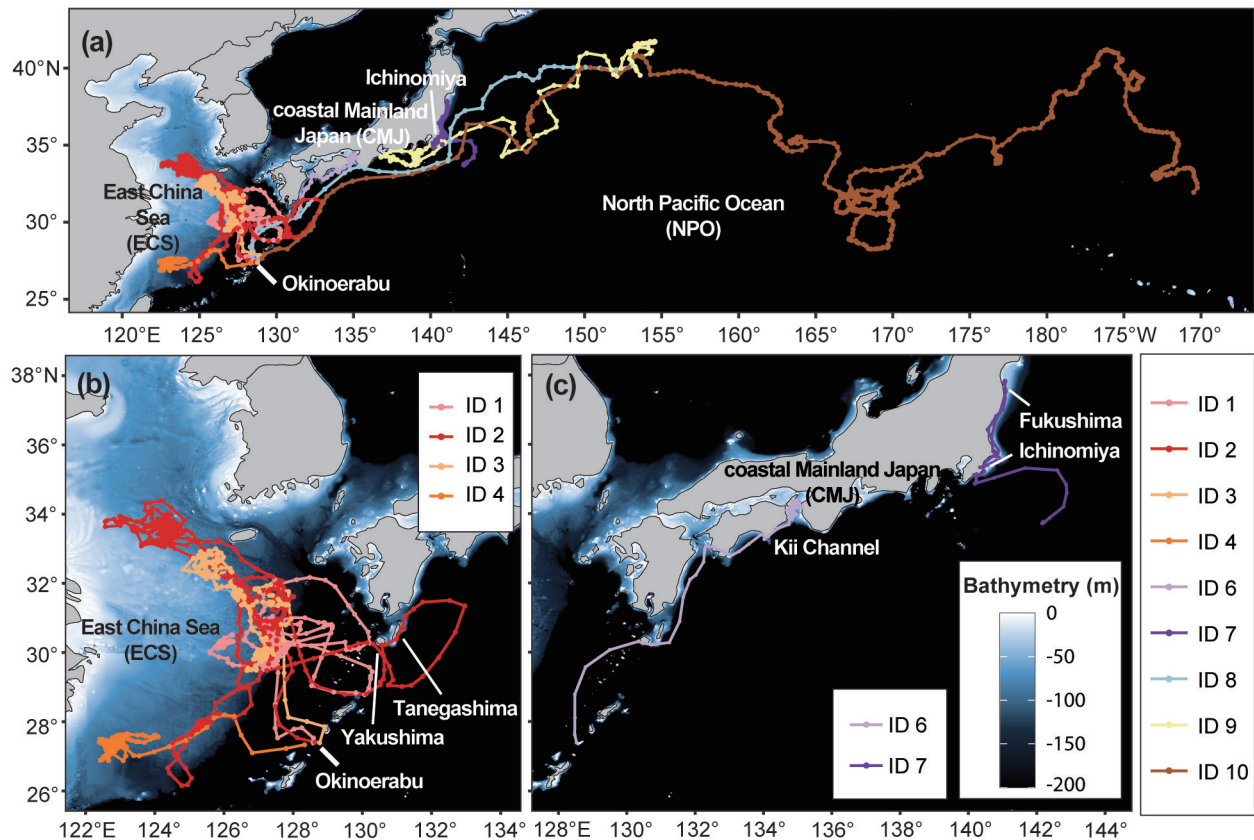 (a)
40°N
35°
30°
25°
Ichinomiya
coastal Mainland
Japan (CMJ)
East China
Sea
(ECS)
North Pacific Ocean
(NPO)
Okinoerabu
120°E 125° 130° 135° 140° 145° 150° 155° 160° 165° 170° 175° 180° 175°W 170°
(b)
38°N
36°
34°
32°
30°
28°
26°
ID 1
ID 2
ID 3
ID 4
East China Sea
(ECS)
Tanegashima
Yakushima
Okinoerabu
122°E 124° 126° 128° 130° 132° 134°
(c)
Fukushima
Ichinomiya
coastal Mainland Japan
(CMJ)
Kii Channel
Bathymetry (m)
0
-50
-100
-150
-200
ID 6
ID 7
128°E 130° 132° 134° 136° 138° 140° 142° 144°
ID 1
ID 2
ID 3
ID 4
ID 6
ID 7
ID 8
ID 9
ID 10